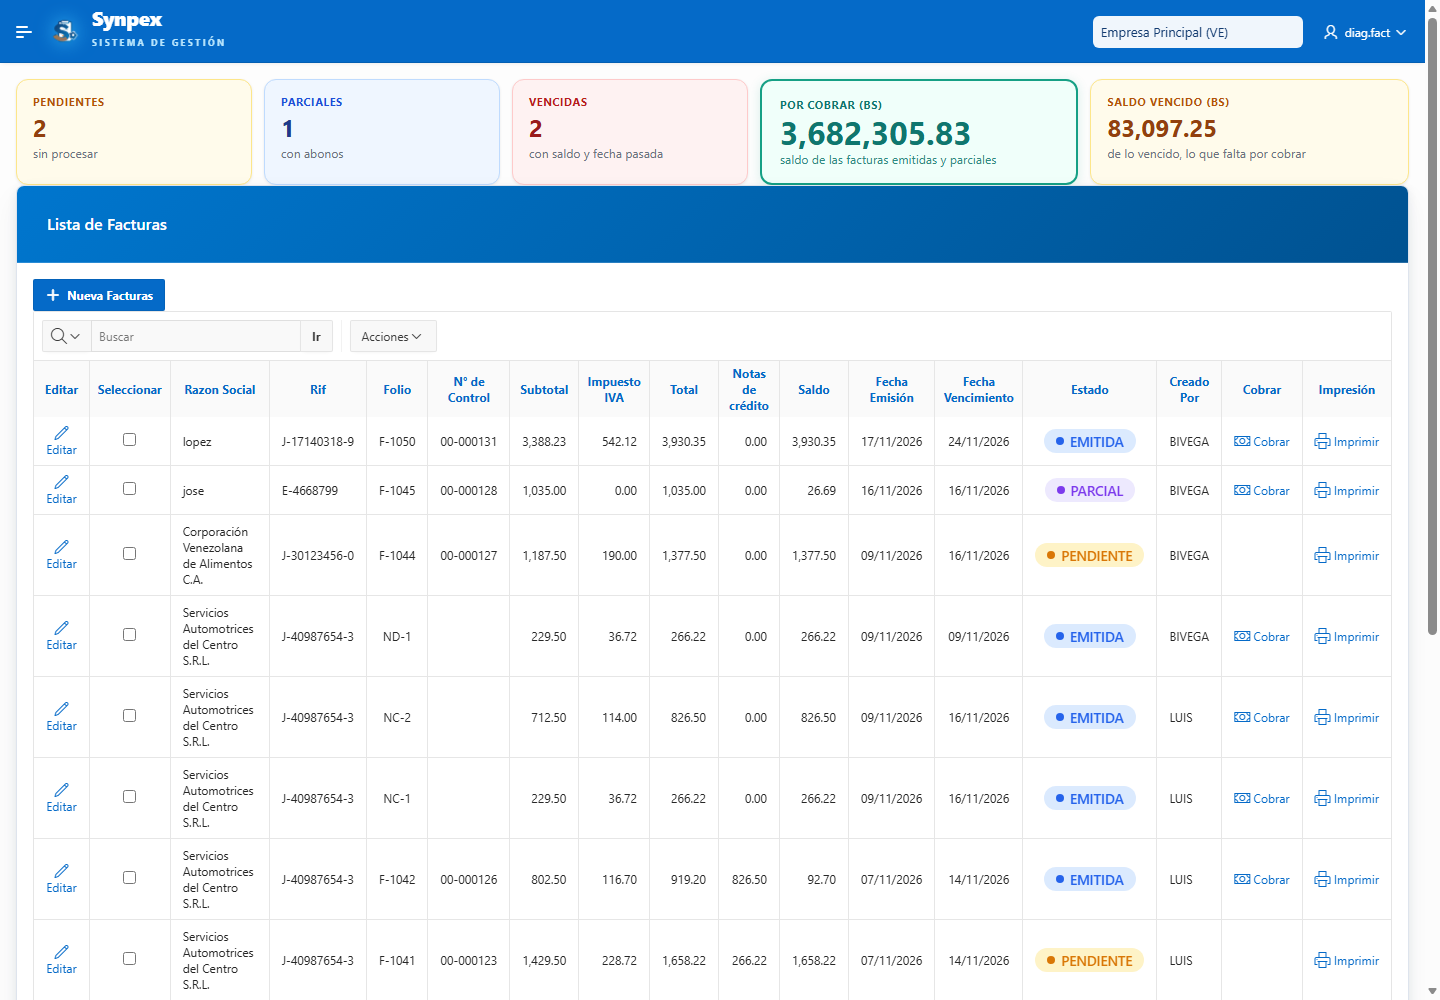 Synpex
SISTEMA DE GESTIÓN
Empresa Principal (VE)
diag.fact
PENDIENTES
2
sin procesar
PARCIALES
1
con abonos
VENCIDAS
2
con saldo y fecha pasada
POR COBRAR (BS)
3,682,305.83
saldo de las facturas emitidas y parciales
SALDO VENCIDO (BS)
83,097.25
de lo vencido, lo que falta por cobrar
Lista de Facturas
Nueva Facturas
Buscar
Ir
Acciones
Editar Seleccionar Razon Social Rif Folio N° de Control Subtotal Impuesto IVA Total Notas de crédito Saldo Fecha Emisión Fecha Vencimiento Estado Creado Por Cobrar Impresión
Editar lopez J-17140318-9 F-1050 00-000131 3,388.23 542.12 3,930.35 0.00 3,930.35 17/11/2026 24/11/2026 EMITIDA BIVEGA Cobrar Imprimir
Editar jose E-4668799 F-1045 00-000128 1,035.00 0.00 1,035.00 0.00 26.69 16/11/2026 16/11/2026 PARCIAL BIVEGA Cobrar Imprimir
Editar Corporación Venezolana de Alimentos C.A. J-30123456-0 F-1044 00-000127 1,187.50 190.00 1,377.50 0.00 1,377.50 09/11/2026 16/11/2026 PENDIENTE BIVEGA Imprimir
Editar Servicios Automotrices del Centro S.R.L. J-40987654-3 ND-1 229.50 36.72 266.22 0.00 266.22 09/11/2026 09/11/2026 EMITIDA BIVEGA Cobrar Imprimir
Editar Servicios Automotrices del Centro S.R.L. J-40987654-3 NC-2 712.50 114.00 826.50 0.00 826.50 09/11/2026 16/11/2026 EMITIDA LUIS Cobrar Imprimir
Editar Servicios Automotrices del Centro S.R.L. J-40987654-3 NC-1 229.50 36.72 266.22 0.00 266.22 09/11/2026 16/11/2026 EMITIDA LUIS Cobrar Imprimir
Editar Servicios Automotrices del Centro S.R.L. J-40987654-3 F-1042 00-000126 802.50 116.70 919.20 826.50 92.70 07/11/2026 14/11/2026 EMITIDA LUIS Cobrar Imprimir
Editar Servicios Automotrices del Centro S.R.L. J-40987654-3 F-1041 00-000123 1,429.50 228.72 1,658.22 266.22 1,658.22 07/11/2026 14/11/2026 PENDIENTE LUIS Imprimir